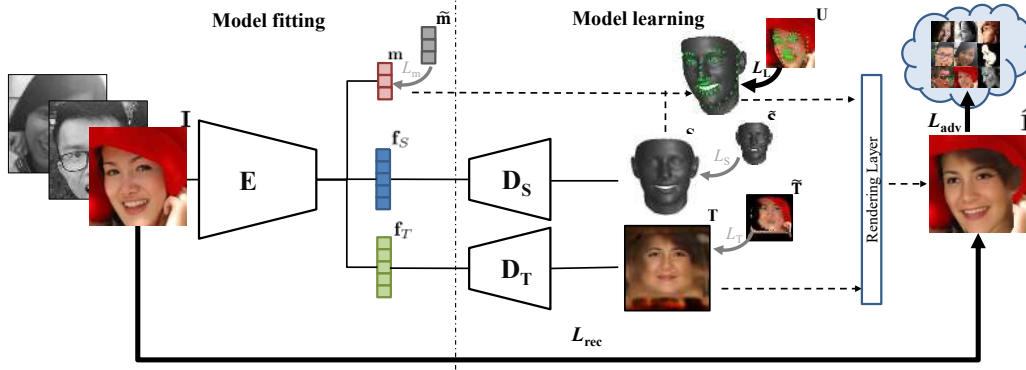 Model fitting
Model learning
m̃
U
m
L_m
L_L
I
S
L_adv
Î
f_S
L_S
E
D_S
T̃
T
f_T
L_T
D_T
Rendering Layer
L_rec